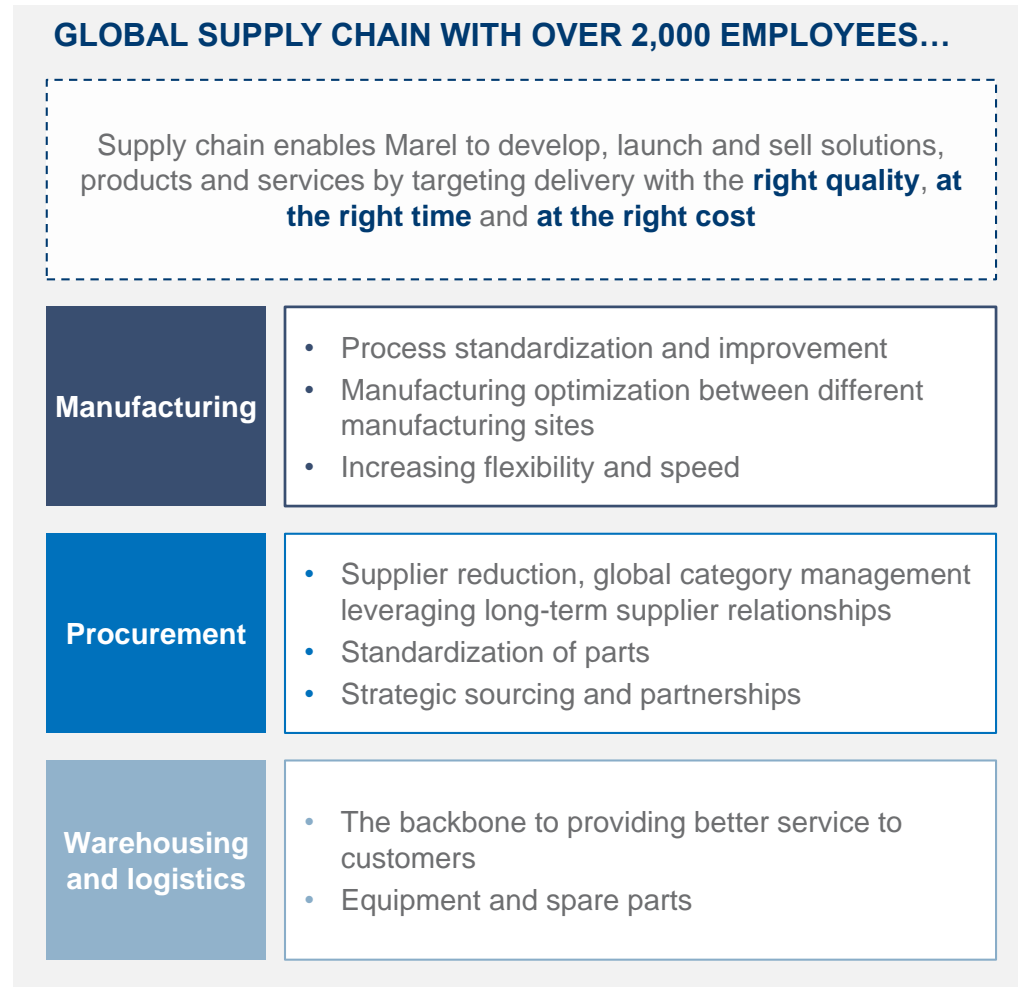 GLOBAL SUPPLY CHAIN WITH OVER 2,000 EMPLOYEES…
Supply chain enables Marel to develop, launch and sell solutions,
products and services by targeting delivery with the right quality, at
the right time and at the right cost
Manufacturing
• Process standardization and improvement
• Manufacturing optimization between different
manufacturing sites
• Increasing flexibility and speed
Procurement
• Supplier reduction, global category management
leveraging long-term supplier relationships
• Standardization of parts
• Strategic sourcing and partnerships
Warehousing
and logistics
• The backbone to providing better service to
customers
• Equipment and spare parts